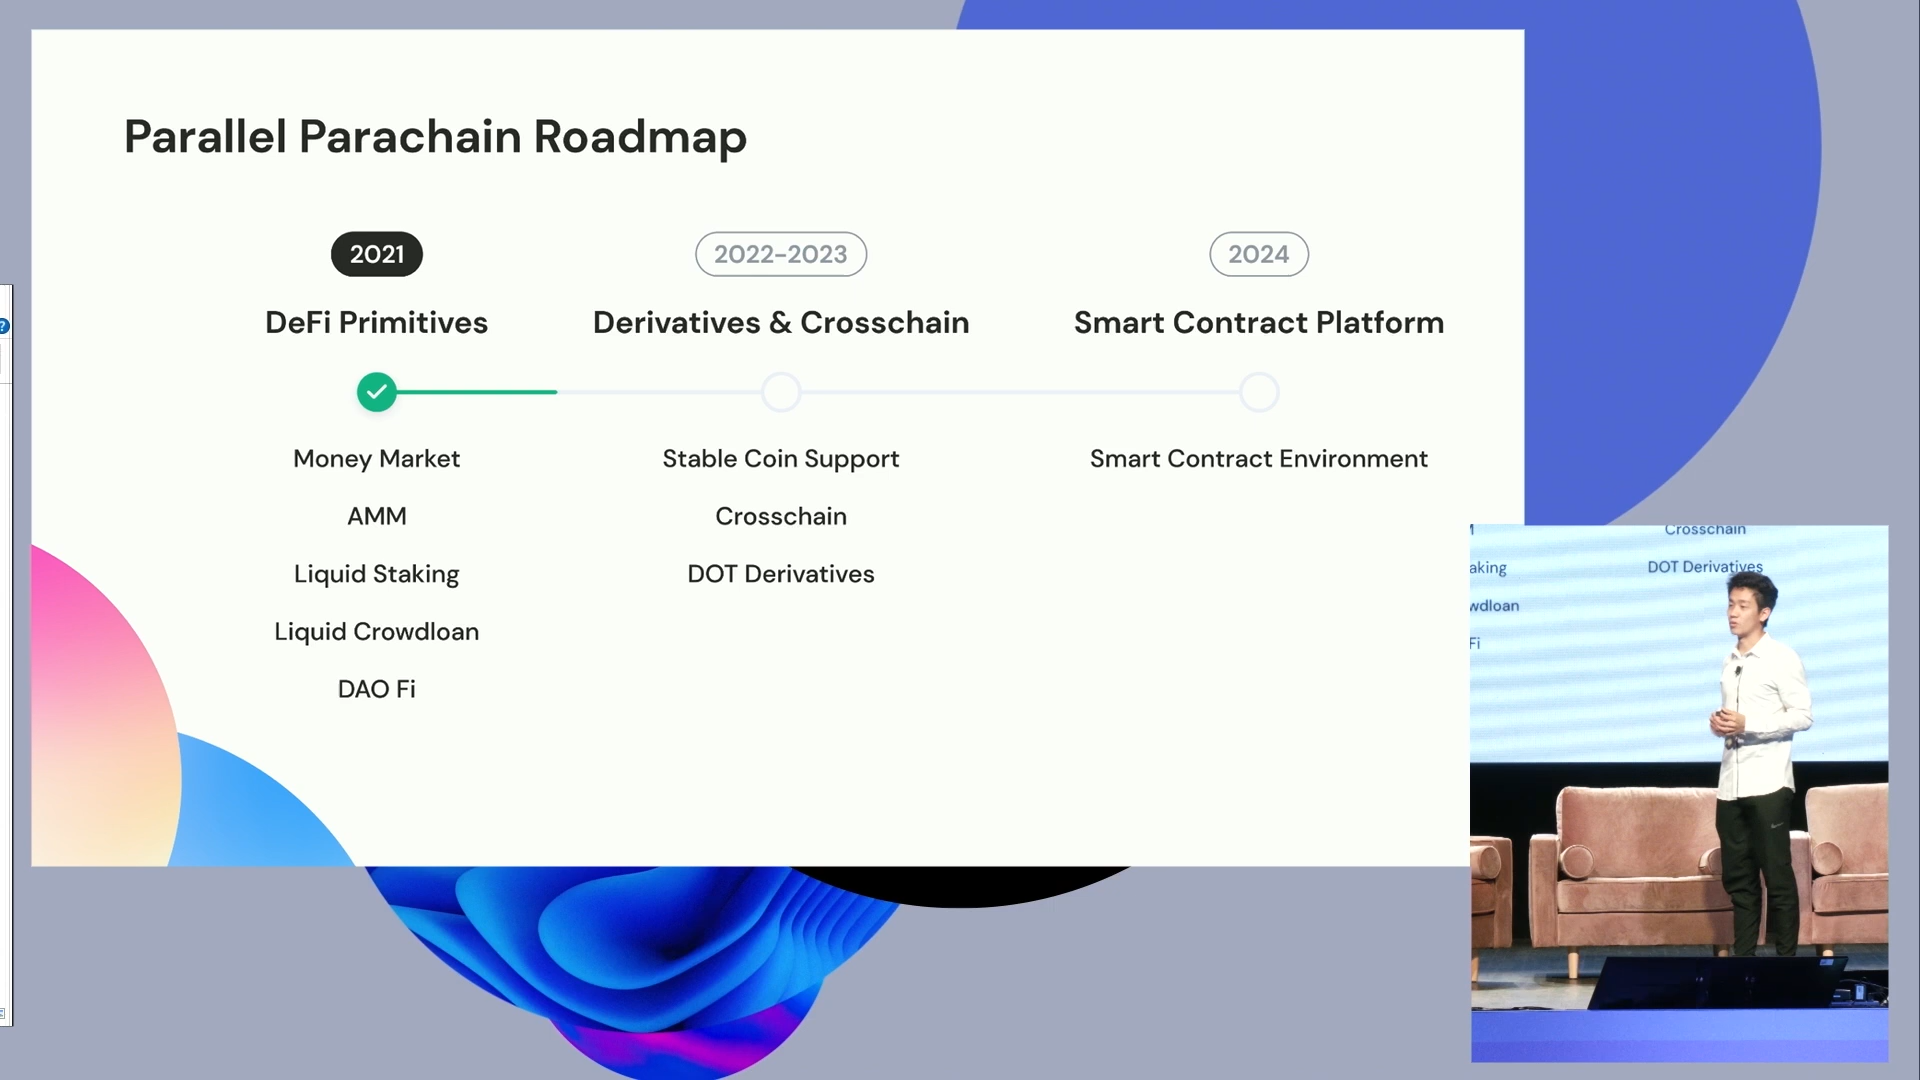 Parallel Parachain Roadmap
2021
2022-2023
2024
DeFi Primitives
Derivatives & Crosschain
Smart Contract Platform
Money Market
Stable Coin Support
Smart Contract Environment
AMM
Crosschain
Liquid Staking
DOT Derivatives
Liquid Crowdloan
DAO Fi
Crosschain
aking
DOT Derivatives
wdloan
Fi